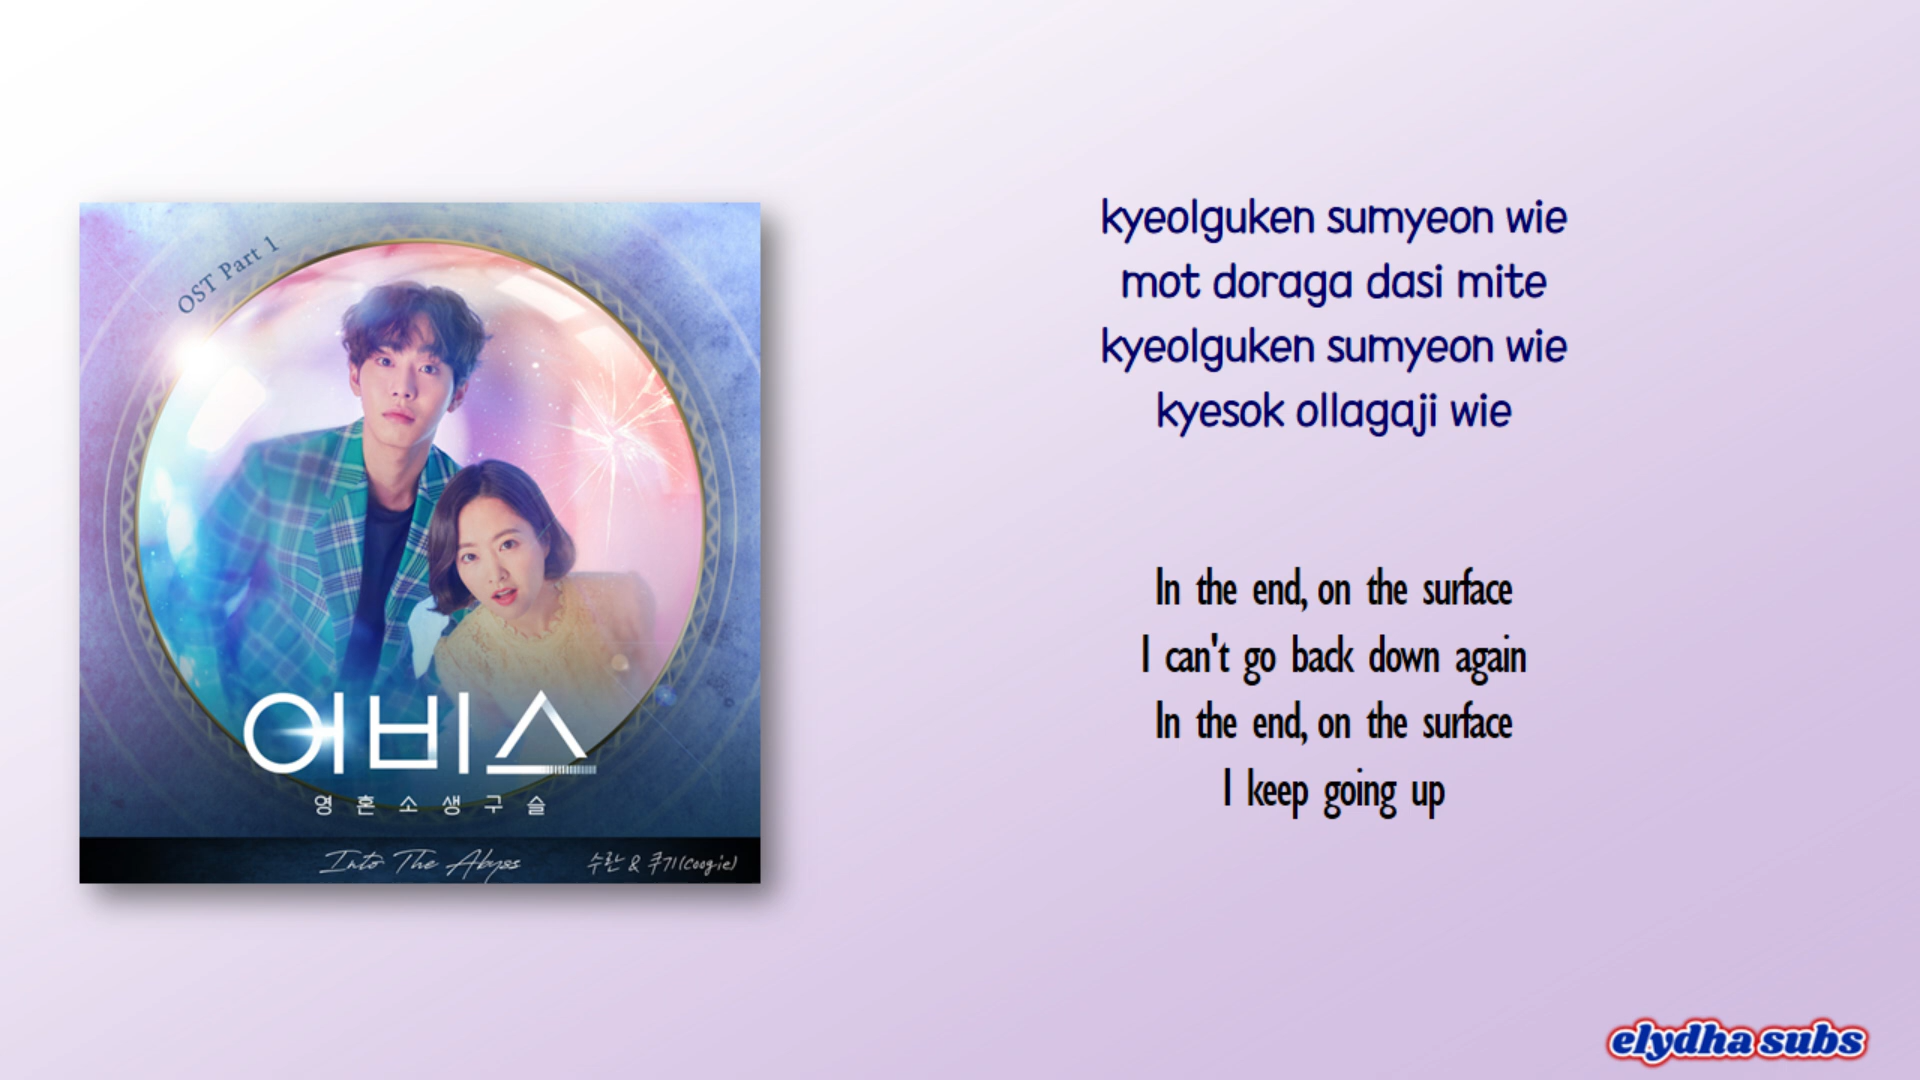 OST Part 1
어비스
영혼소생구슬
Into The Abyss
수란 & 쿠기(Coogie)
kyeolguken sumyeon wie
mot doraga dasi mite
kyeolguken sumyeon wie
kyesok ollagaji wie
In the end, on the surface
I can't go back down again
In the end, on the surface
I keep going up
elydha subs